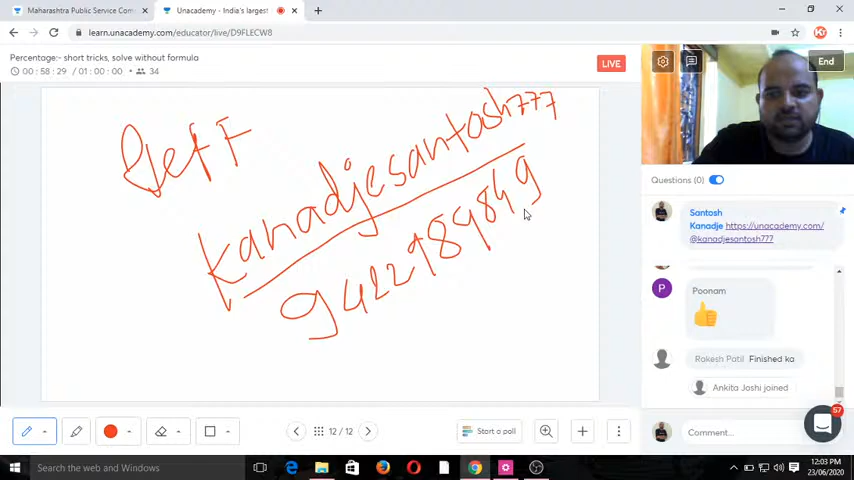 Maharashtra Public Service Com
Unacademy - India's largest
learn.unacademy.com/educator/live/D9FLECW8
Percentage:- short tricks, solve without formula
00:58:29 / 01:00:00 34
LIVE
End
kanadjesantosh777
9422989849
Questions (0)
Santosh
Kanadje https://unacademy.com/
@kanadjesantosh777
Poonam
Rakesh Patil Finished ka
Ankita Joshi joined
57
12 / 12
Start a poll
Comment...
Search the web and Windows
12:03 PM
23/06/2020